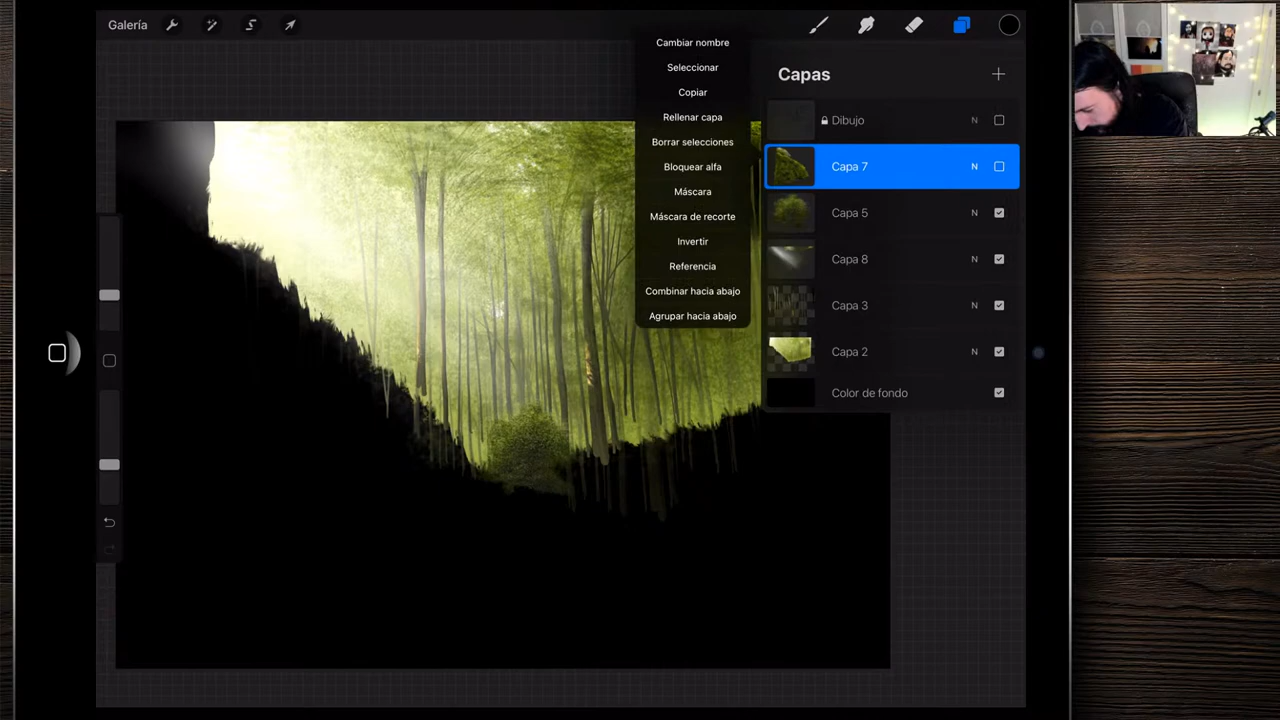 Galería
Cambiar nombre
Seleccionar
Copiar
Rellenar capa
Borrar selecciones
Bloquear alfa
Máscara
Máscara de recorte
Invertir
Referencia
Combinar hacia abajo
Agrupar hacia abajo
Capas
Dibujo N
Capa 7 N
Capa 5 N
Capa 8 N
Capa 3 N
Capa 2 N
Color de fondo